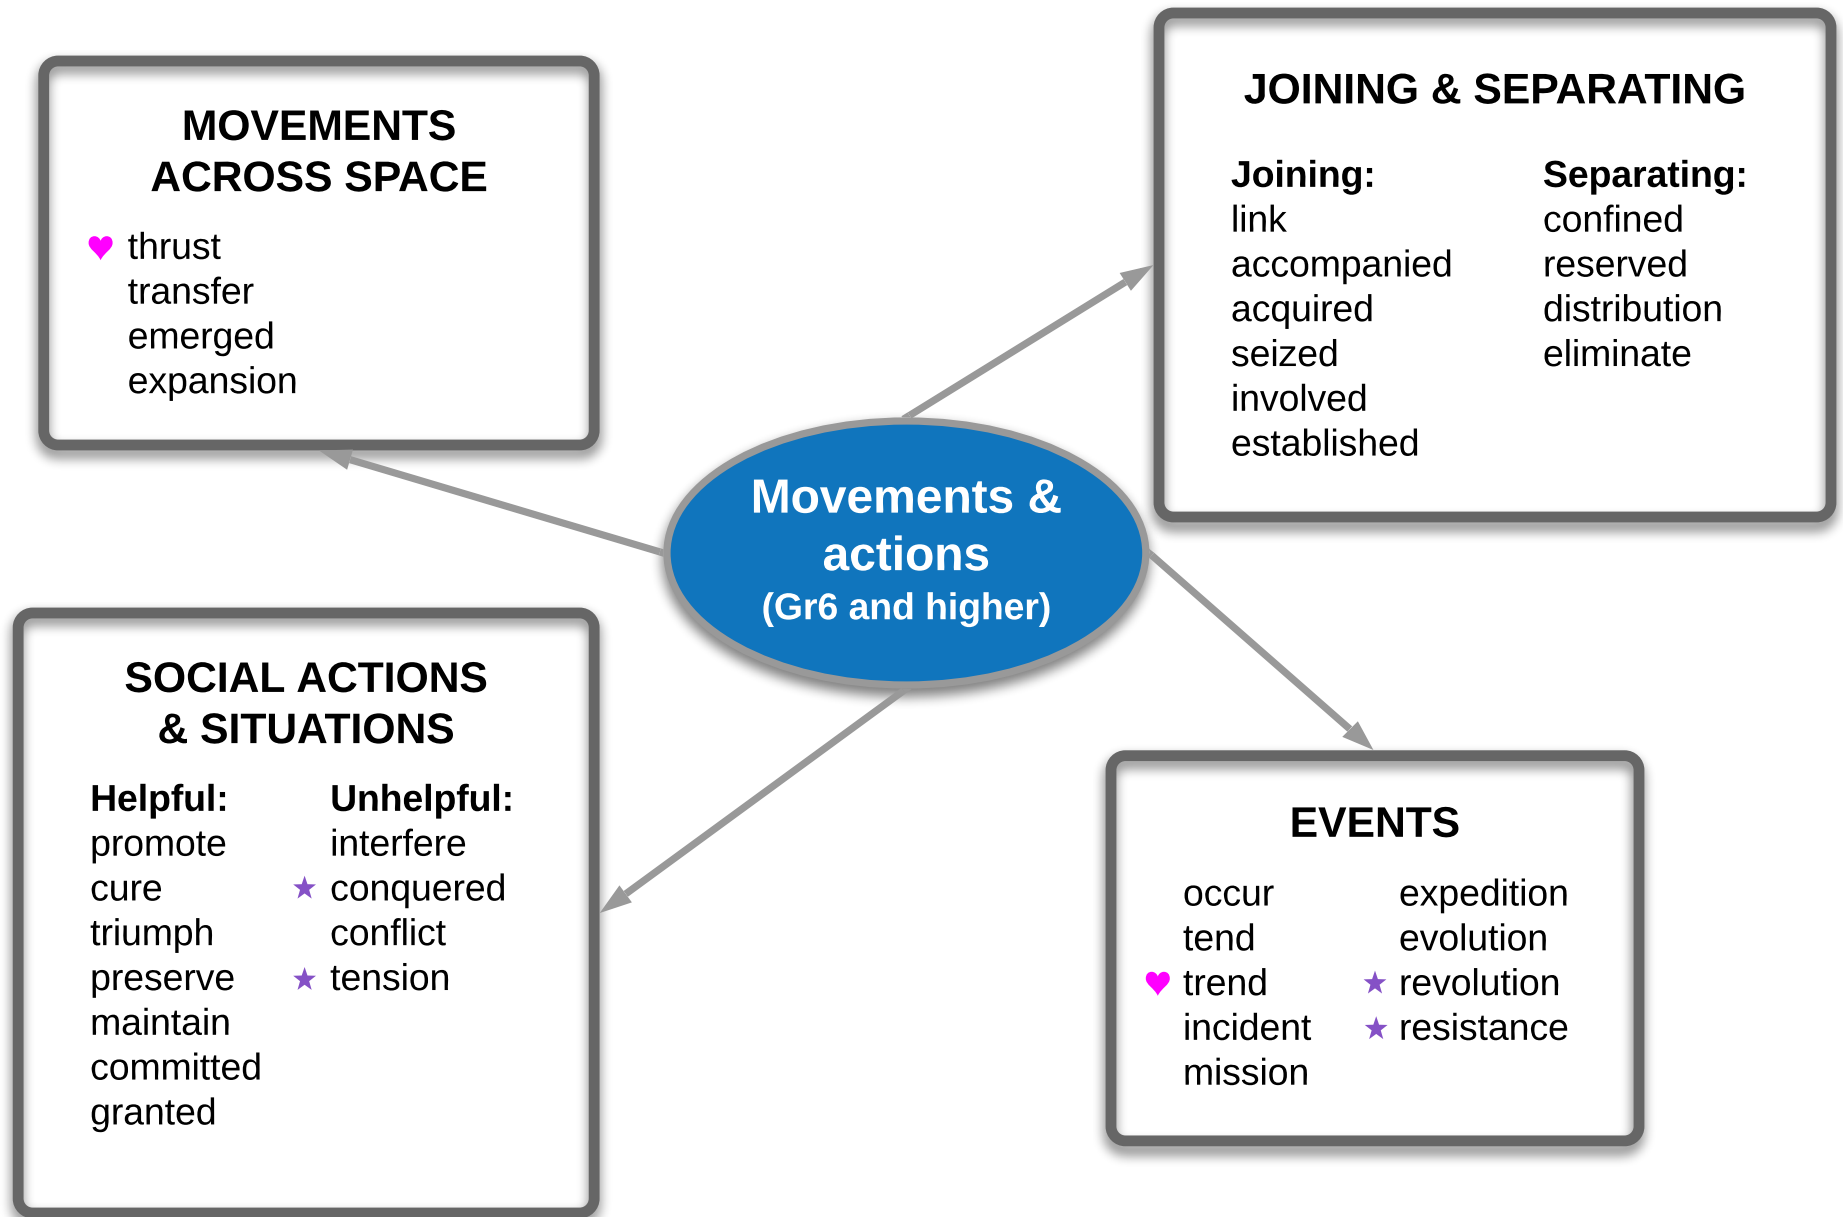 MOVEMENTS
ACROSS SPACE
thrust
transfer
emerged
expansion
JOINING & SEPARATING
Joining:
link
accompanied
acquired
seized
involved
established
Separating:
confined
reserved
distribution
eliminate
Movements &
actions
(Gr6 and higher)
SOCIAL ACTIONS
& SITUATIONS
Helpful:
promote
cure
triumph
preserve
maintain
committed
granted
Unhelpful:
interfere
conquered
conflict
tension
EVENTS
occur
tend
trend
incident
mission
expedition
evolution
revolution
resistance